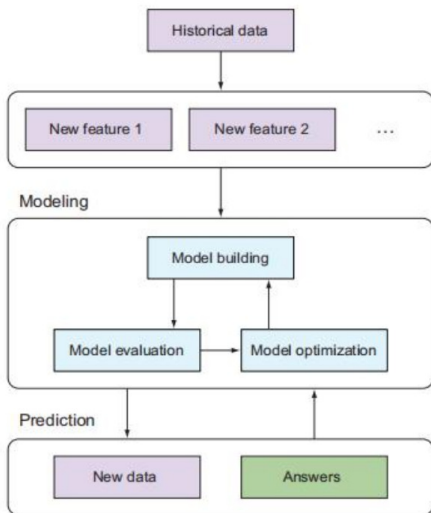 Historical data
New feature 1
New feature 2
...
Modeling
Model building
Model evaluation
Model optimization
Prediction
New data
Answers